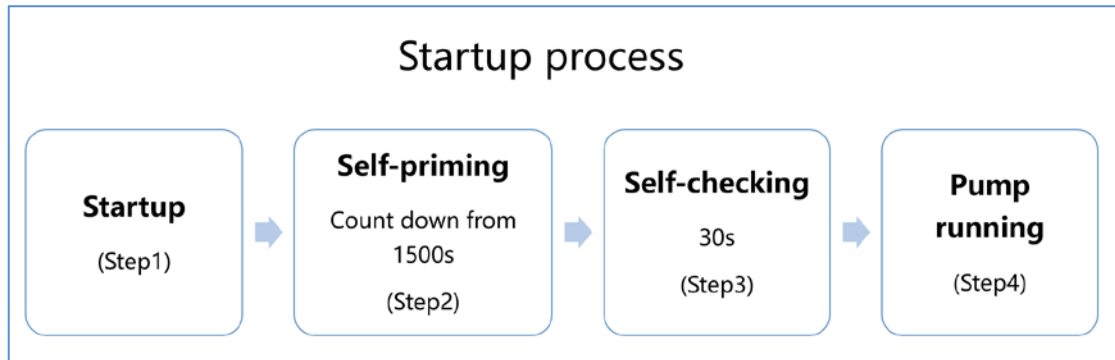 Startup process
Startup
(Step1)
Self-priming
Count down from
1500s
(Step2)
Self-checking
30s
(Step3)
Pump
running
(Step4)